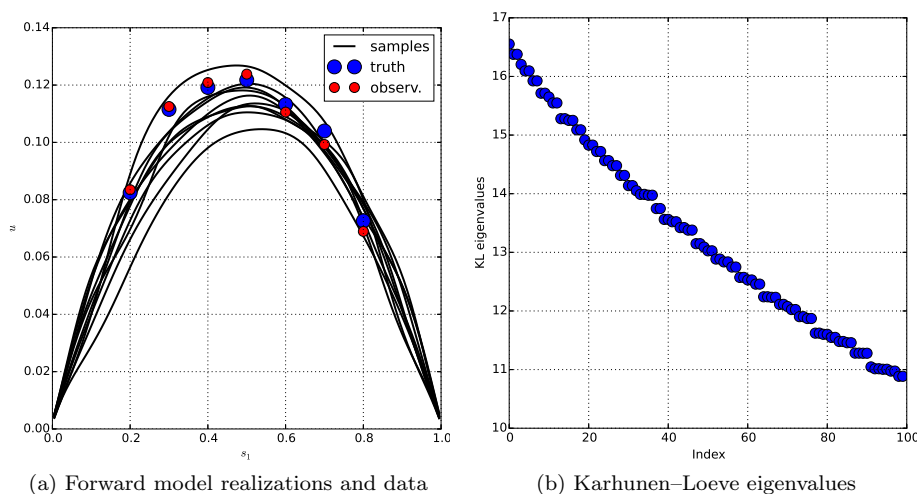 0.14
0.12
0.10
0.08
0.06
0.04
0.02
0.00
u
0.0 0.2 0.4 0.6 0.8 1.0
s1
samples
truth
observ.
(a) Forward model realizations and data
17
16
15
14
13
12
11
10
KL eigenvalues
0 20 40 60 80 100
Index
(b) Karhunen–Loeve eigenvalues